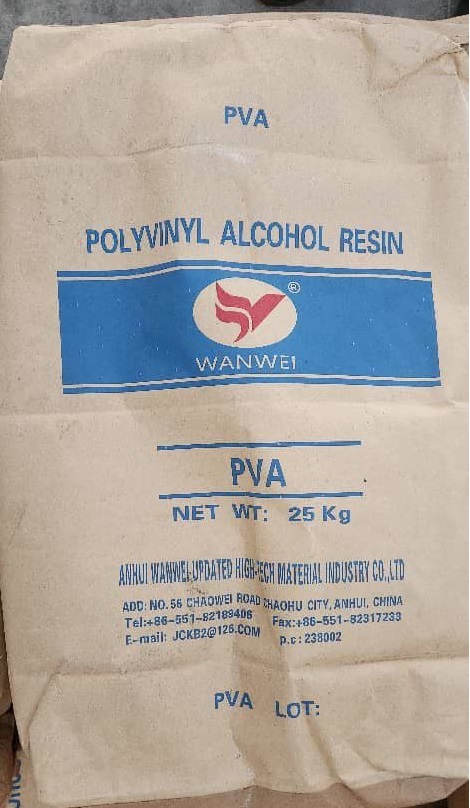 PVA
POLYVINYL ALCOHOL RESIN
®
WANWEI
PVA
NET WT: 25 Kg
ANHUI WANWEI UPDATED HIGH-TECH MATERIAL INDUSTRY CO.,LTD
ADD: NO.56 CHAOWEI ROAD CHAOHU CITY, ANHUI, CHINA
Tel:+86-551-82189406 Fax:+86-551-82317233
E-mail: JCKB2@126.COM p.c:238002
PVA LOT: